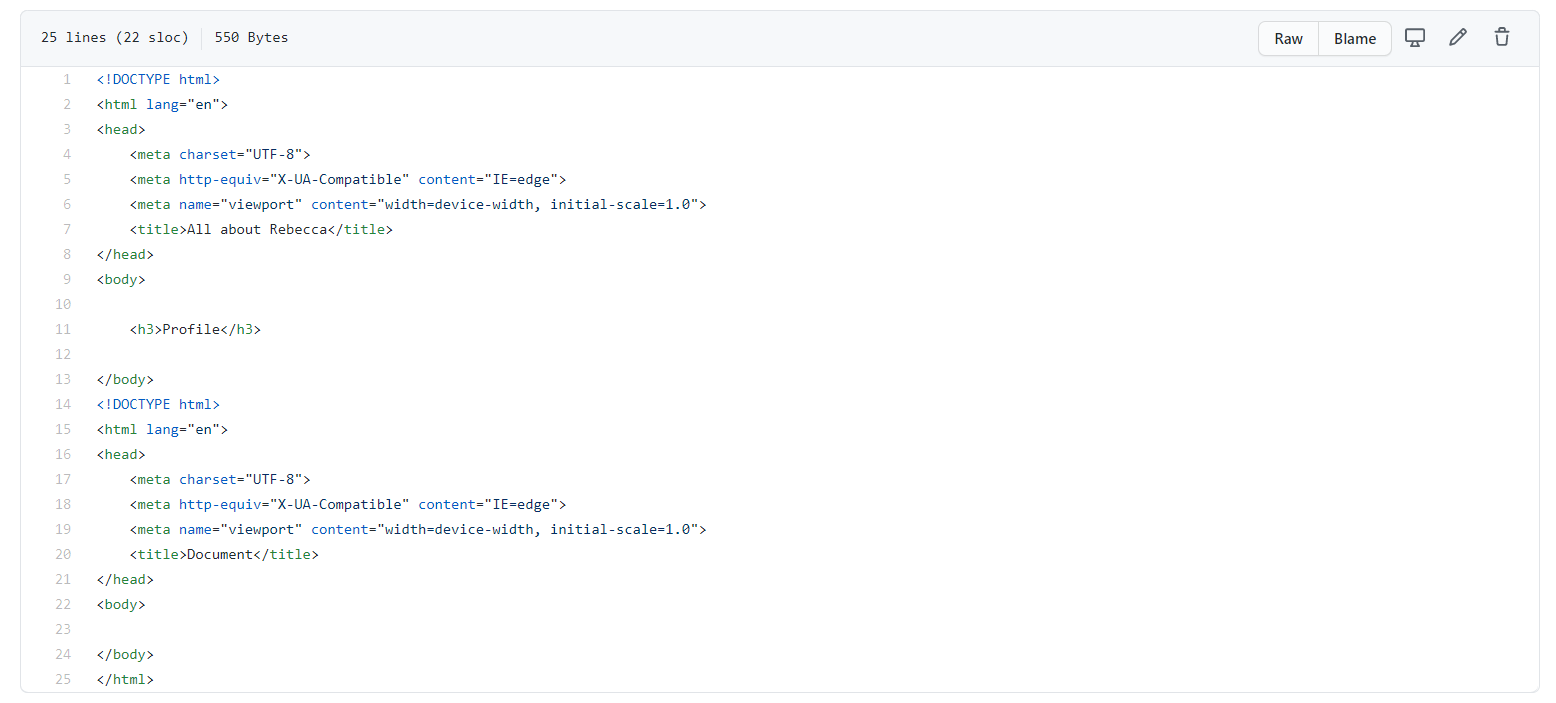 25 lines (22 sloc) 550 Bytes Raw Blame
1 <!DOCTYPE html>
2 <html lang="en">
3 <head>
4     <meta charset="UTF-8">
5     <meta http-equiv="X-UA-Compatible" content="IE=edge">
6     <meta name="viewport" content="width=device-width, initial-scale=1.0">
7     <title>All about Rebecca</title>
8 </head>
9 <body>
10
11     <h3>Profile</h3>
12
13 </body>
14 <!DOCTYPE html>
15 <html lang="en">
16 <head>
17     <meta charset="UTF-8">
18     <meta http-equiv="X-UA-Compatible" content="IE=edge">
19     <meta name="viewport" content="width=device-width, initial-scale=1.0">
20     <title>Document</title>
21 </head>
22 <body>
23
24 </body>
25 </html>